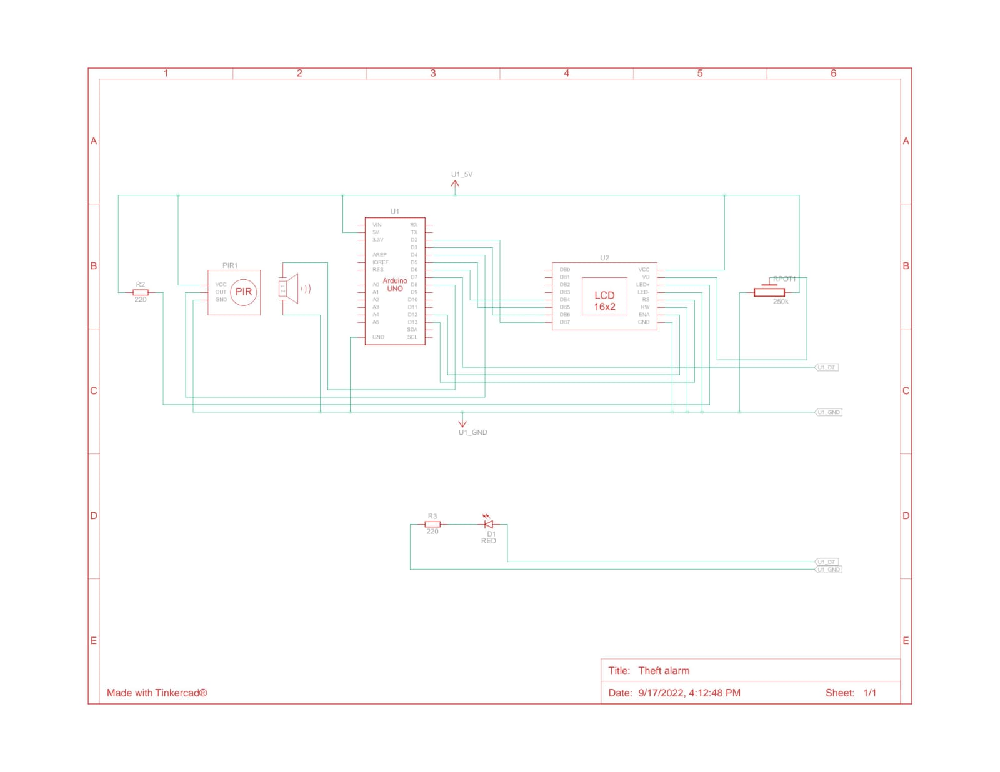 1 2 3 4 5 6
A A
U1_5V
U1
VIN RX
5V TX
3.3V D2
D3
AREF D4
IOREF D5
RES D6
D7
A0 D8
A1 D9
A2 D10
A3 D11
A4 D12
A5 D13
SDA
GND SCL
Arduino
UNO
B B
R2
220
PIR1
VCC
OUT
GND
PIR
1
2
U2
DB0 VCC
DB1 VO
DB2 LED+
DB3 LED-
DB4 RS
DB5 RW
DB6 ENA
DB7 GND
LCD
16x2
RPOT1
250k
U1_D7
C C
U1_GND
U1_GND
D D
R3
220
D1
RED
U1_D7
U1_GND
E E
Title: Theft alarm
Made with Tinkercad®
Date: 9/17/2022, 4:12:48 PM Sheet: 1/1